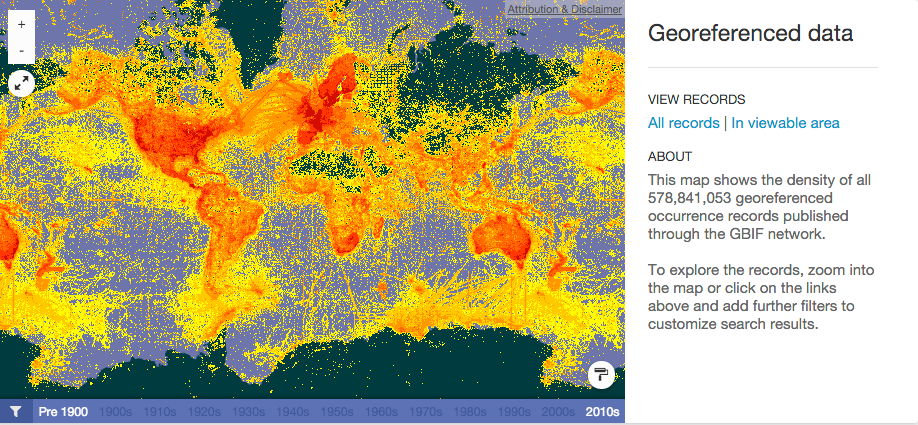 +
-
Attribution & Disclaimer
Pre 1900 1900s 1910s 1920s 1930s 1940s 1950s 1960s 1970s 1980s 1990s 2000s 2010s
Georeferenced data
VIEW RECORDS
All records | In viewable area
ABOUT
This map shows the density of all
578,841,053 georeferenced
occurrence records published
through the GBIF network.
To explore the records, zoom into
the map or click on the links
above and add further filters to
customize search results.